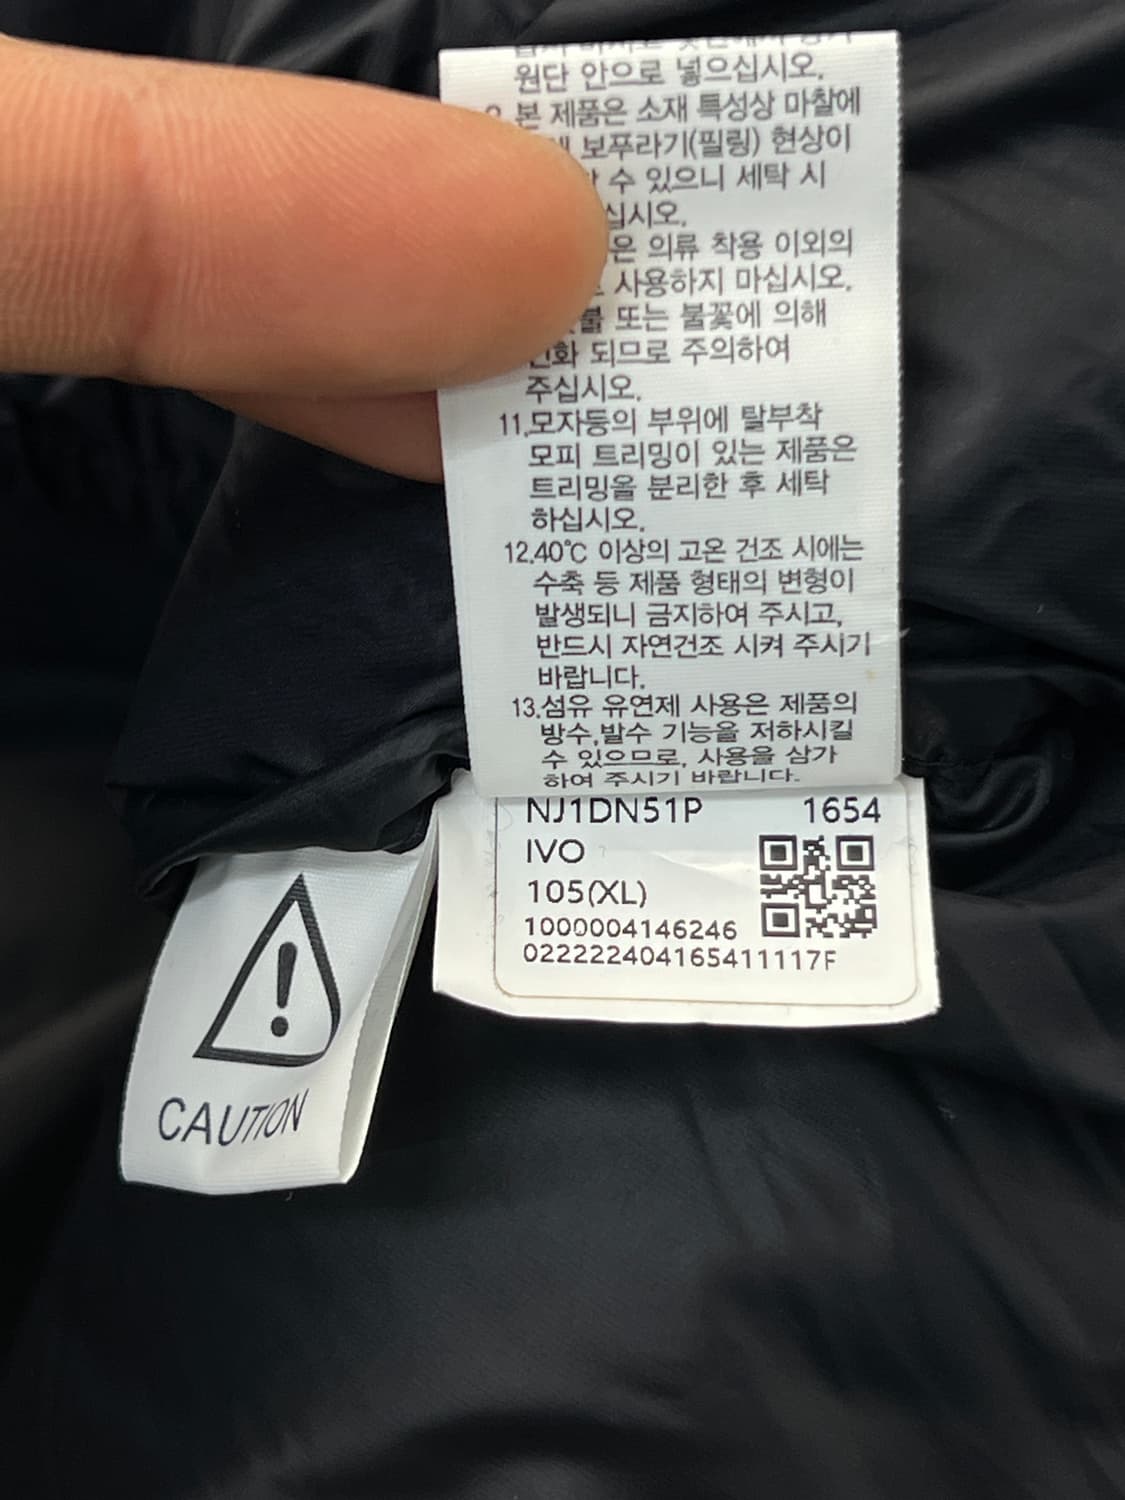 원단 안으로 넣으십시오.
본 제품은 소재 특성상 마찰에
보푸라기(필링) 현상이
수 있으니 세탁 시
십시오.
은 의류 착용 이외의
사용하지 마십시오.
또는 불꽃에 의해
되므로 주의하여
주십시오.
11.모자등의 부위에 탈부착
모피 트리밍이 있는 제품은
트리밍을 분리한 후 세탁
하십시오.
12.40℃ 이상의 고온 건조 시에는
수축 등 제품 형태의 변형이
발생되니 금지하여 주시고,
반드시 자연건조 시켜 주시기
바랍니다.
13.섬유 유연제 사용은 제품의
방수,발수 기능을 저하시킬
수 있으므로, 사용을 삼가
하여 주시기 바랍니다.
NJ1DN51P 1654
IVO
105(XL)
1000004146246
022222404165411117F
CAUTION